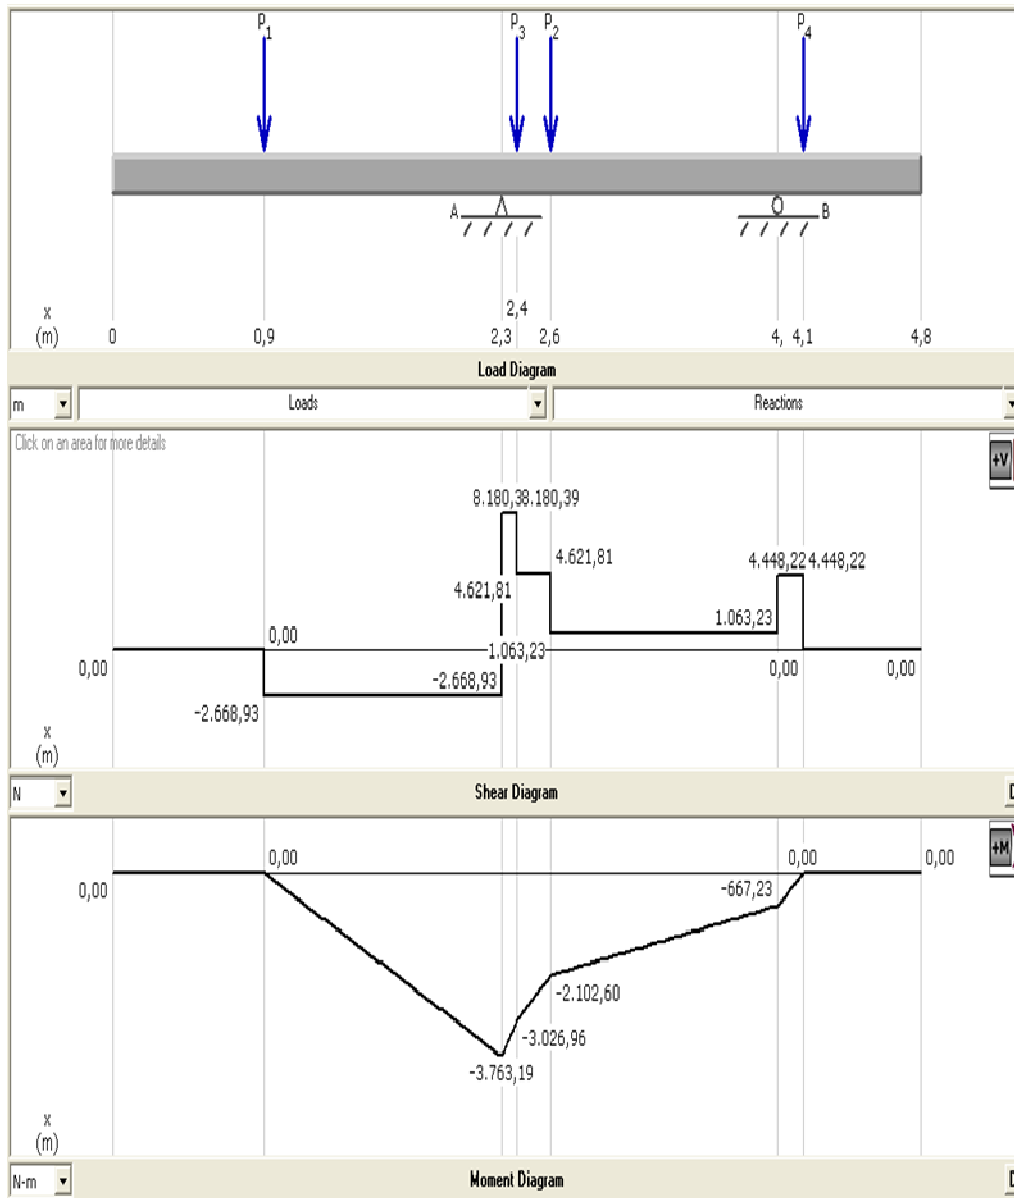 P1 P3 P2 P4
A B
2,4
x
(m) 0 0,9 2,3 2,6 4, 4,1 4,8
Load Diagram
m Loads Reactions
Click on an area for more details
+V
8.180,38.180,39
4.621,81
4.448,224.448,22
4.621,81
1.063,23
0,00
1.063,23
0,00 0,00 0,00
-2.668,93
-2.668,93
x
(m)
N Shear Diagram
+M
0,00 0,00 0,00
0,00 -667,23
-2.102,60
-3.026,96
-3.763,19
x
(m)
N-m Moment Diagram